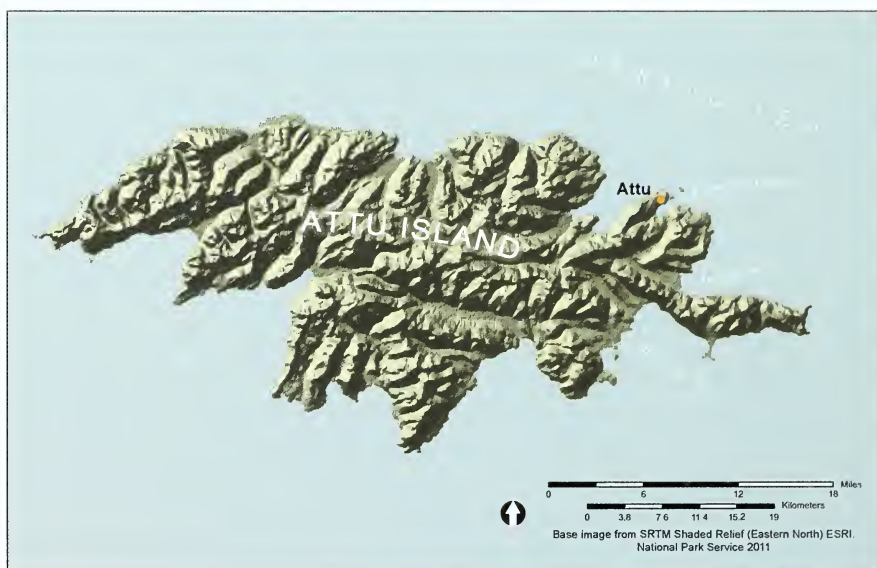 Attu
ATTU ISLAND
Miles
0 6 12 18
Kilometers
0 3.8 7 6 11 4 15.2 19
Base image from SRTM Shaded Relief (Eastern North) ESRI.
National Park Service 2011